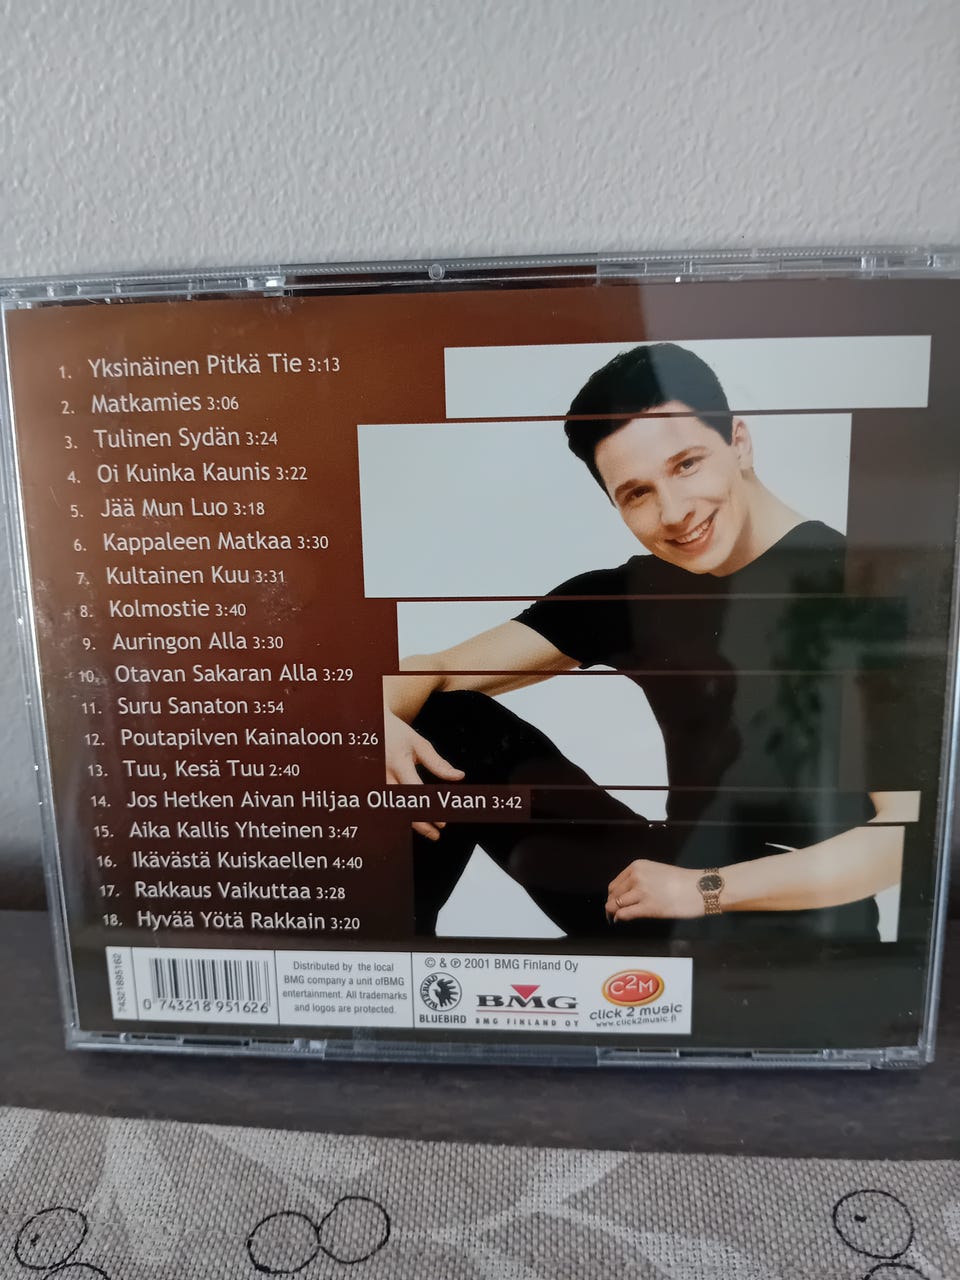 1. Yksinäinen Pitkä Tie 3:13
2. Matkamies 3:06
3. Tulinen Sydän 3:24
4. Oi Kuinka Kaunis 3:22
5. Jää Mun Luo 3:18
6. Kappaleen Matkaa 3:30
7. Kultainen Kuu 3:31
8. Kolmostie 3:40
9. Auringon Alla 3:30
10. Otavan Sakaran Alla 3:29
11. Suru Sanaton 3:54
12. Poutapilven Kainaloon 3:26
13. Tuu, Kesä Tuu 2:40
14. Jos Hetken Aivan Hiljaa Ollaan Vaan 3:42
15. Aika Kallis Yhteinen 3:47
16. Ikävästä Kuiskaellen 4:40
17. Rakkaus Vaikuttaa 3:28
18. Hyvää Yötä Rakkain 3:20
74321895162
0 743218 951626
Distributed by the local
BMG company a unit ofBMG
entertainment. All trademarks
and logos are protected.
© & ℗ 2001 BMG Finland Oy
BLUEBIRD
BLUEBIRD
BMG
BMG FINLAND OY
C2M
click 2 music
www.click2music.fi